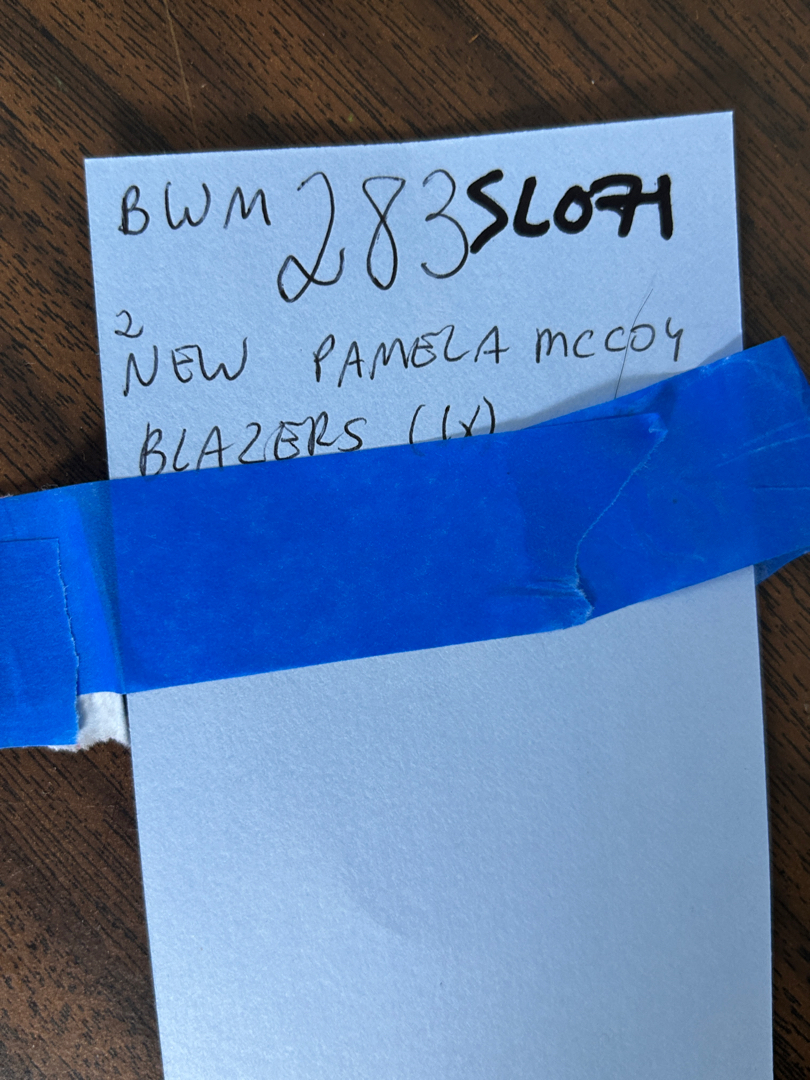 BWM 283 SL071
2
NEW PAMELA MCCOY
BLAZERS (1X)